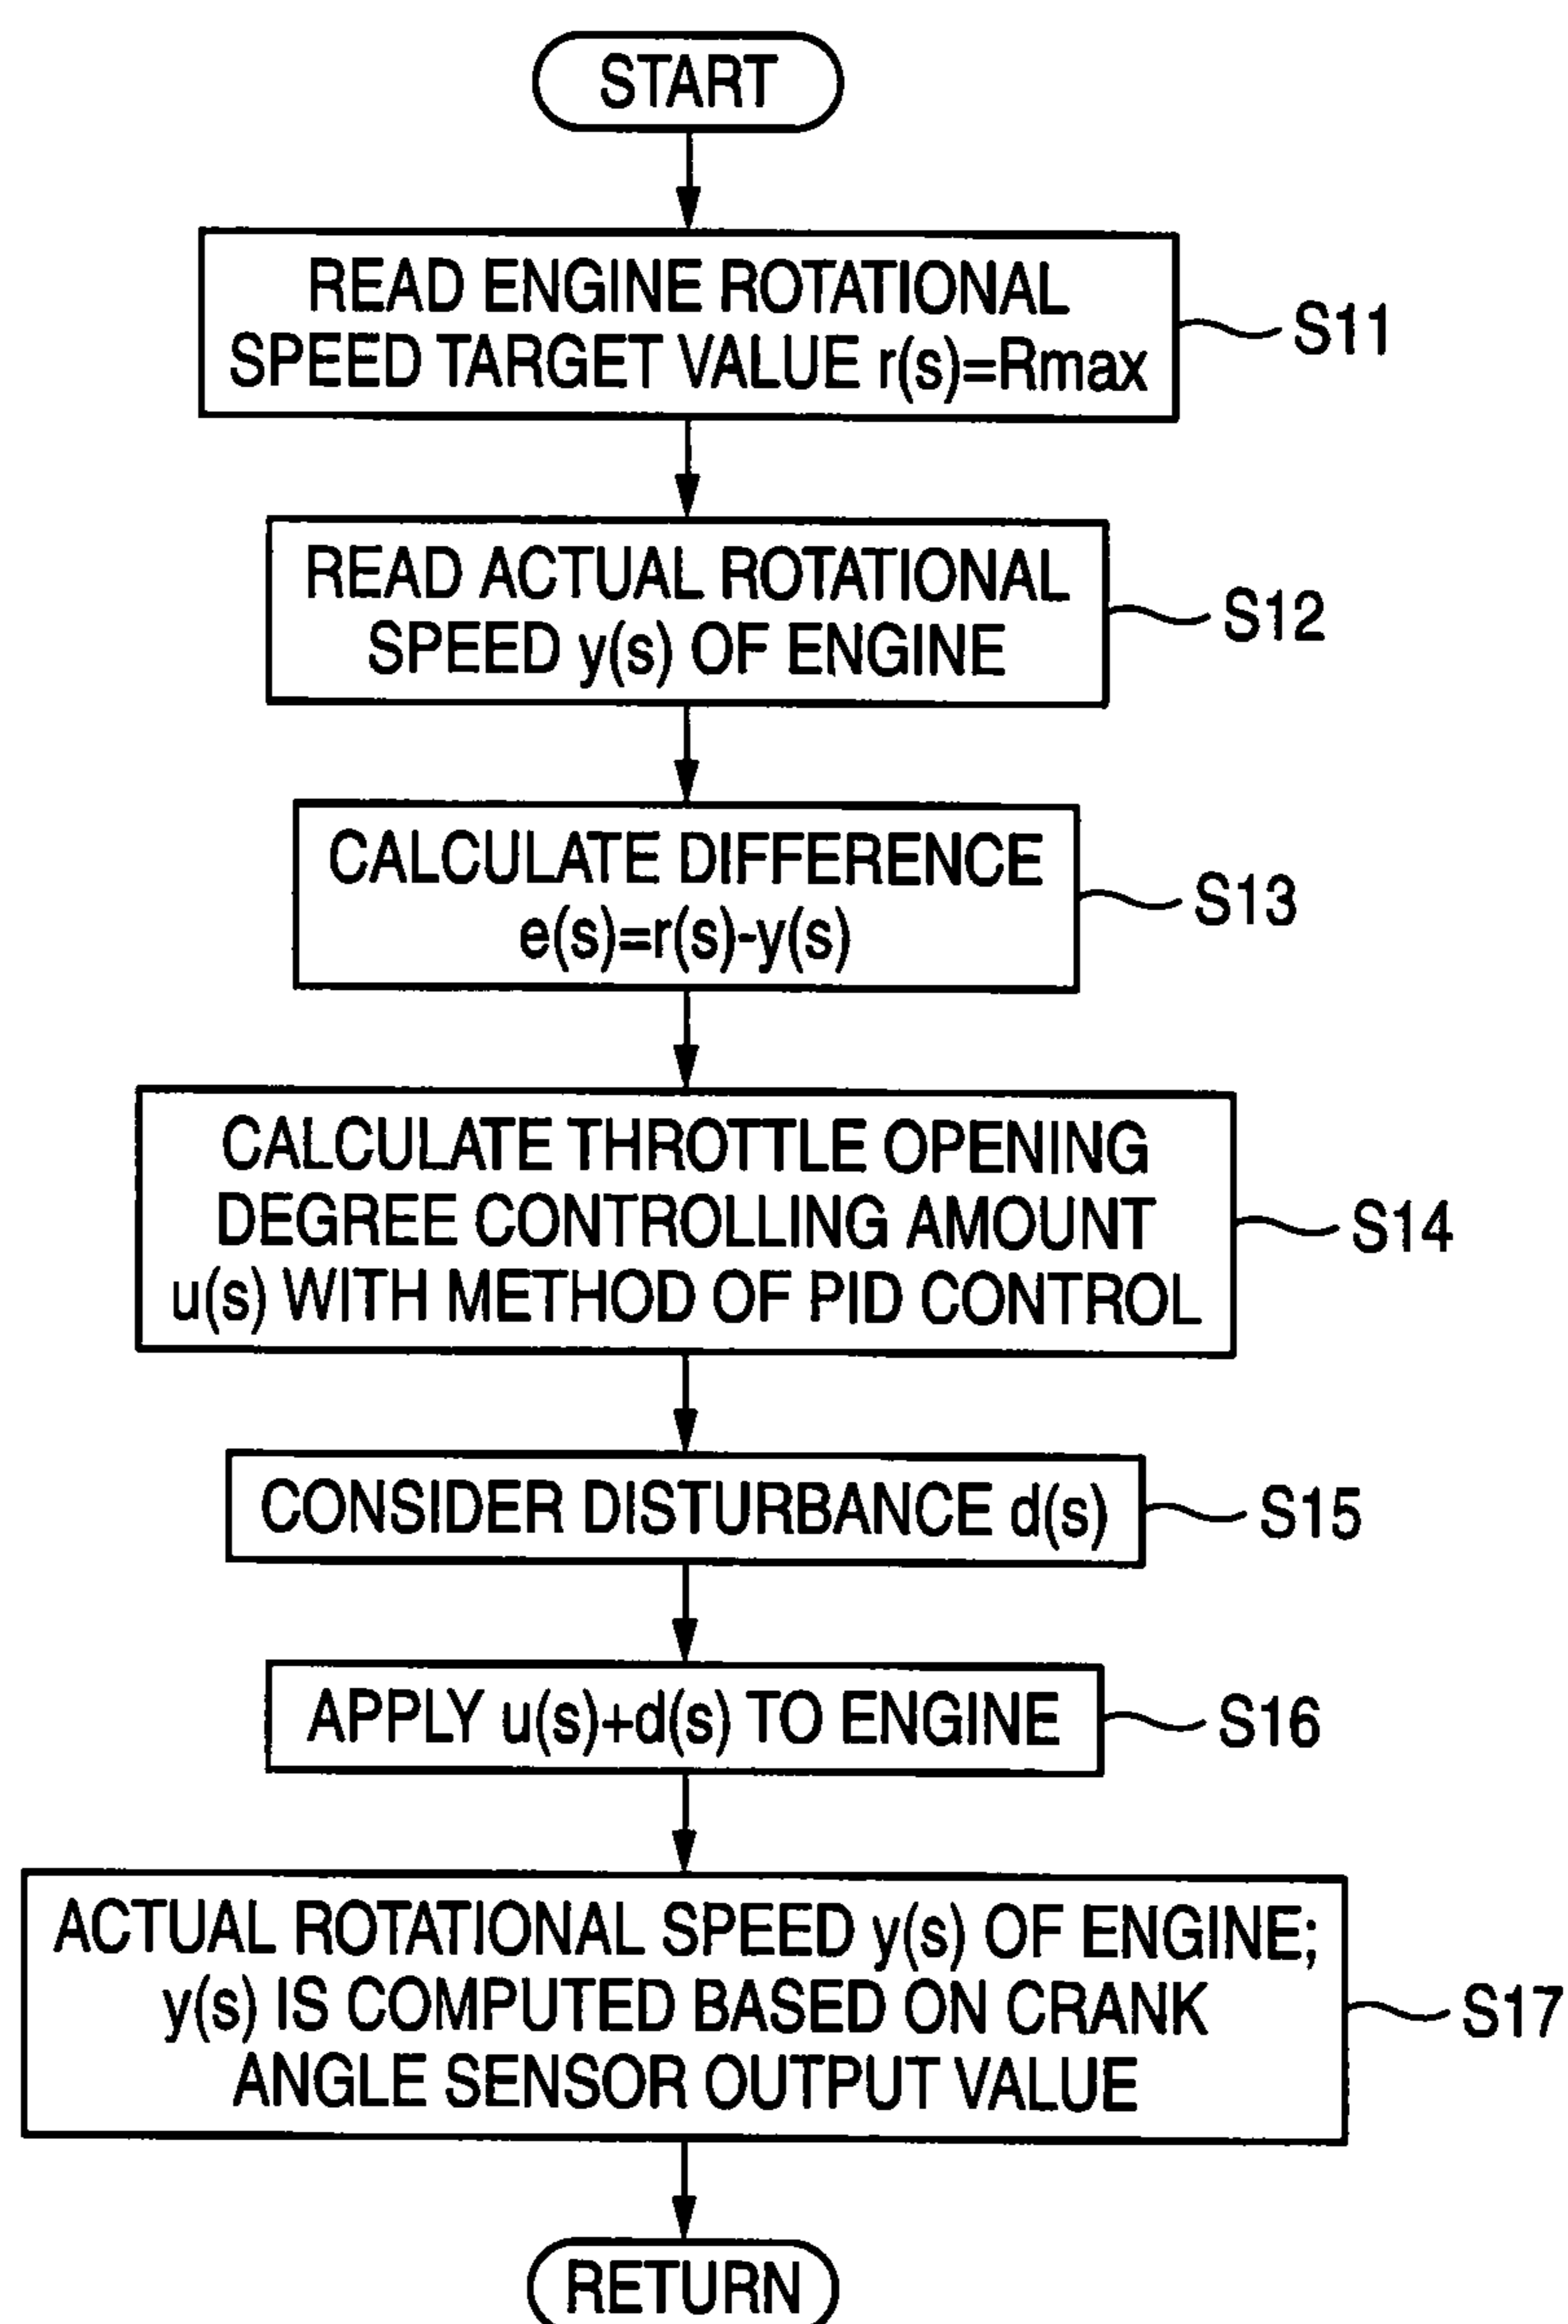 START
READ ENGINE ROTATIONAL
SPEED TARGET VALUE r(s)=Rmax
S11
READ ACTUAL ROTATIONAL
SPEED y(s) OF ENGINE
S12
CALCULATE DIFFERENCE
e(s)=r(s)-y(s)
S13
CALCULATE THROTTLE OPENING
DEGREE CONTROLLING AMOUNT
u(s) WITH METHOD OF PID CONTROL
S14
CONSIDER DISTURBANCE d(s)
S15
APPLY u(s)+d(s) TO ENGINE
S16
ACTUAL ROTATIONAL SPEED y(s) OF ENGINE;
y(s) IS COMPUTED BASED ON CRANK
ANGLE SENSOR OUTPUT VALUE
S17
RETURN